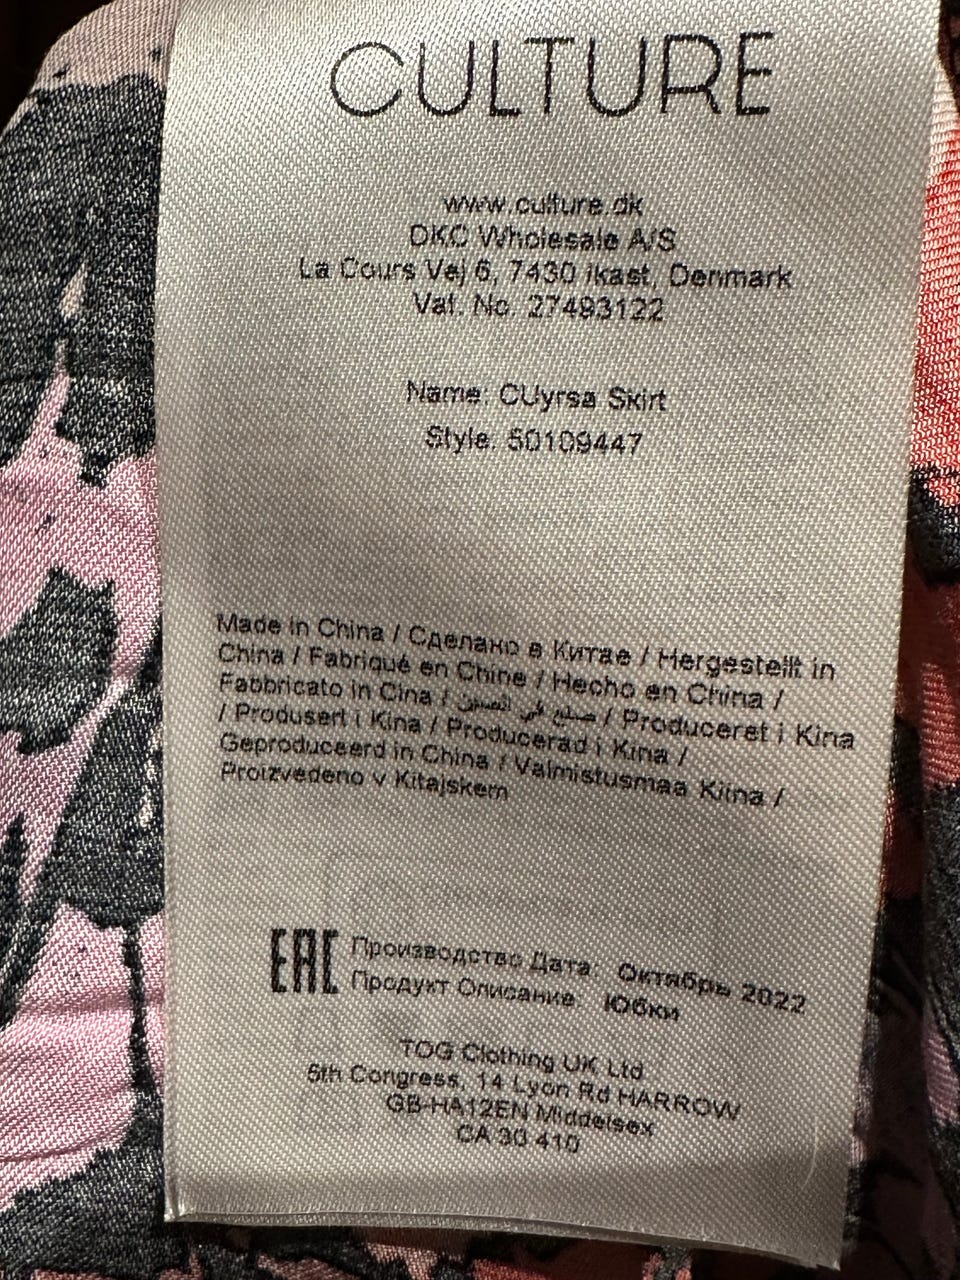 CULTURE
www.culture.dk
DKC Wholesale A/S
La Cours Vej 6, 7430 Ikast, Denmark
Vat. No. 27493122
Name: CUyrsa Skirt
Style: 50109447
Made in China / Сделано в Китае / Hergestellt in
China / Fabriqué en Chine / Hecho en China /
Fabbricato in Cina / صنع في الصين / Produceret i Kina
/ Produsert i Kina / Producerad i Kina /
Geproduceerd in China / Valmistusmaa Kiina /
Proizvedeno v Kitajskem
EAC Производство Дата: Октябрь 2022
Продукт Описание: Юбки
TOG Clothing UK Ltd
5th Congress, 14 Lyon Rd HARROW
GB-HA12EN Middelsex
CA 30 410